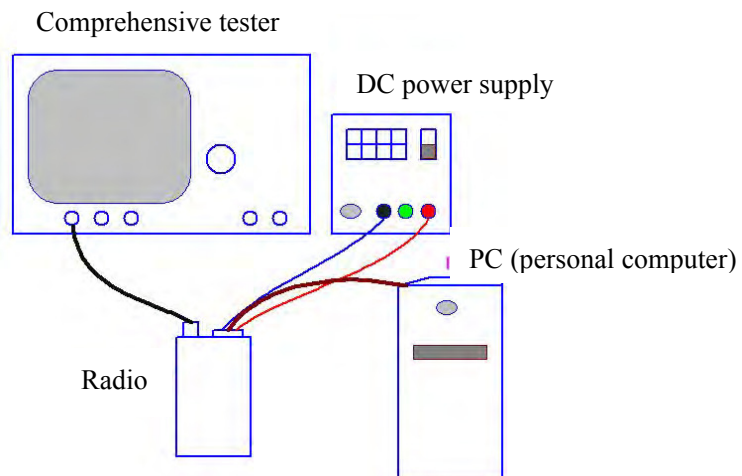 Comprehensive tester
DC power supply
PC (personal computer)
Radio